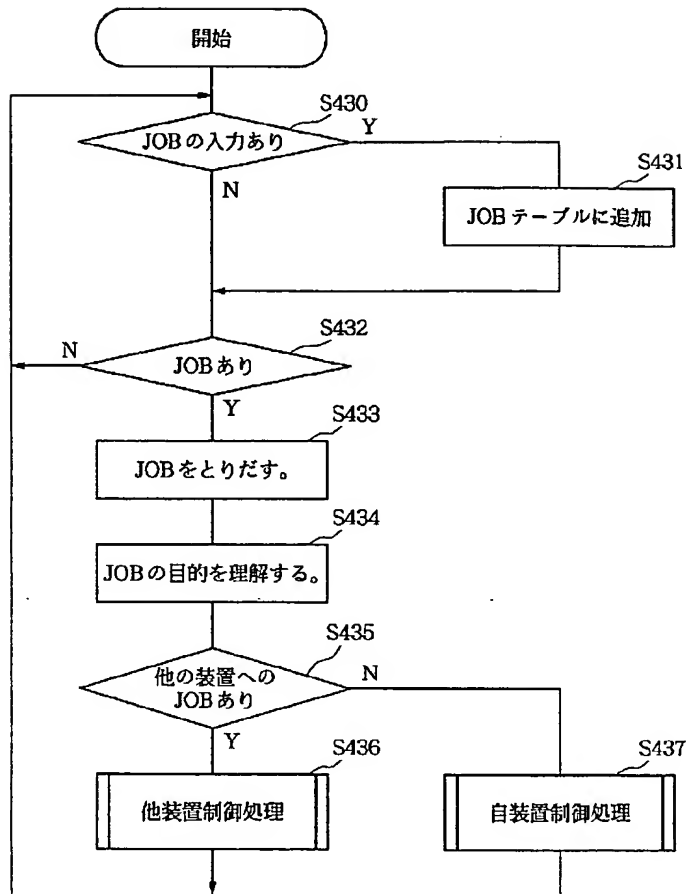 開始
S430
JOBの入力あり
Y
N
S431
JOBテーブルに追加
S432
N
JOBあり
Y
S433
JOBをとりだす。
S434
JOBの目的を理解する。
S435
他の装置への
JOBあり
N
Y
S436
他装置制御処理
S437
自装置制御処理